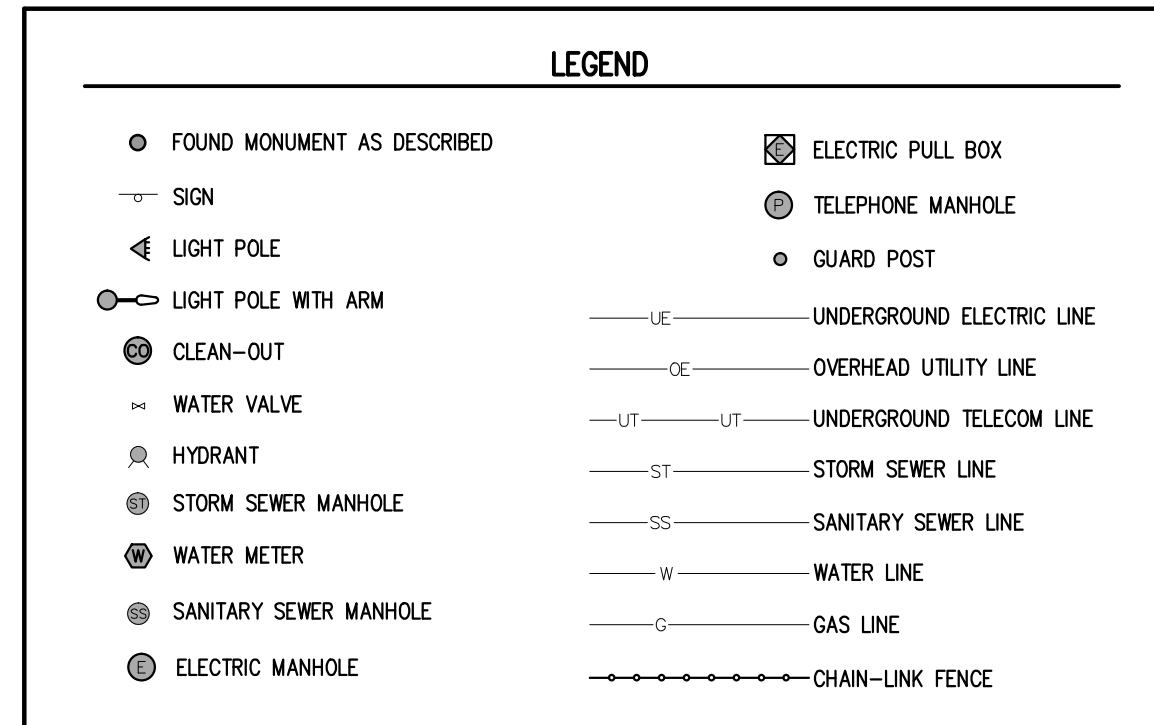 LEGEND
FOUND MONUMENT AS DESCRIBED
SIGN
LIGHT POLE
LIGHT POLE WITH ARM
CO CLEAN-OUT
WATER VALVE
HYDRANT
ST STORM SEWER MANHOLE
W WATER METER
SS SANITARY SEWER MANHOLE
E ELECTRIC MANHOLE
E ELECTRIC PULL BOX
P TELEPHONE MANHOLE
GUARD POST
UE UNDERGROUND ELECTRIC LINE
OE OVERHEAD UTILITY LINE
UT UT UNDERGROUND TELECOM LINE
ST STORM SEWER LINE
SS SANITARY SEWER LINE
W WATER LINE
G GAS LINE
CHAIN-LINK FENCE